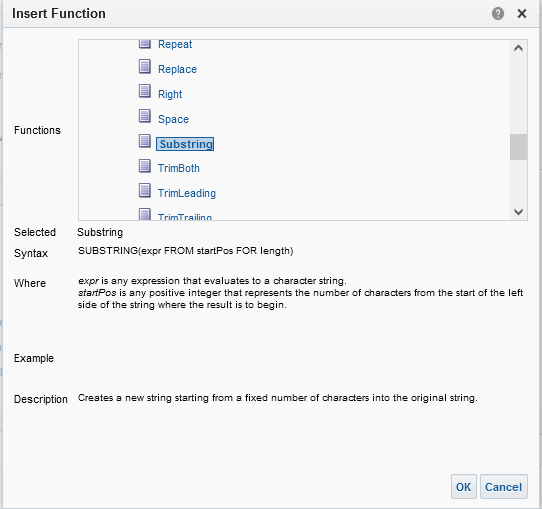 Insert Function
Repeat
Replace
Right
Space
Functions
Substring
TrimBoth
TrimLeading
TrimTrailing
Selected Substring
Syntax SUBSTRING(expr FROM startPos FOR length)
Where expr is any expression that evaluates to a character string.
startPos is any positive integer that represents the number of characters from the start of the left
side of the string where the result is to begin.
Example
Description Creates a new string starting from a fixed number of characters into the original string.
OK Cancel